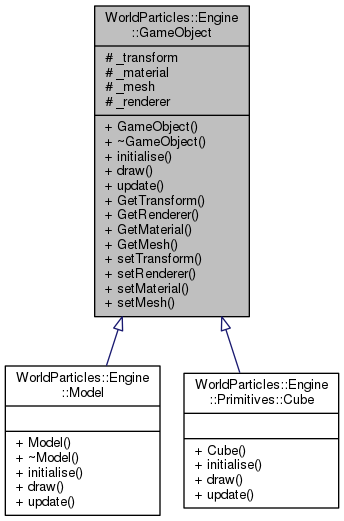 WorldParticles::Engine
::GameObject
# _transform
# _material
# _mesh
# _renderer
+ GameObject()
+ ~GameObject()
+ initialise()
+ draw()
+ update()
+ GetTransform()
+ GetRenderer()
+ GetMaterial()
+ GetMesh()
+ setTransform()
+ setRenderer()
+ setMaterial()
+ setMesh()
WorldParticles::Engine
::Model
+ Model()
+ ~Model()
+ initialise()
+ draw()
+ update()
WorldParticles::Engine
::Primitives::Cube
+ Cube()
+ initialise()
+ draw()
+ update()